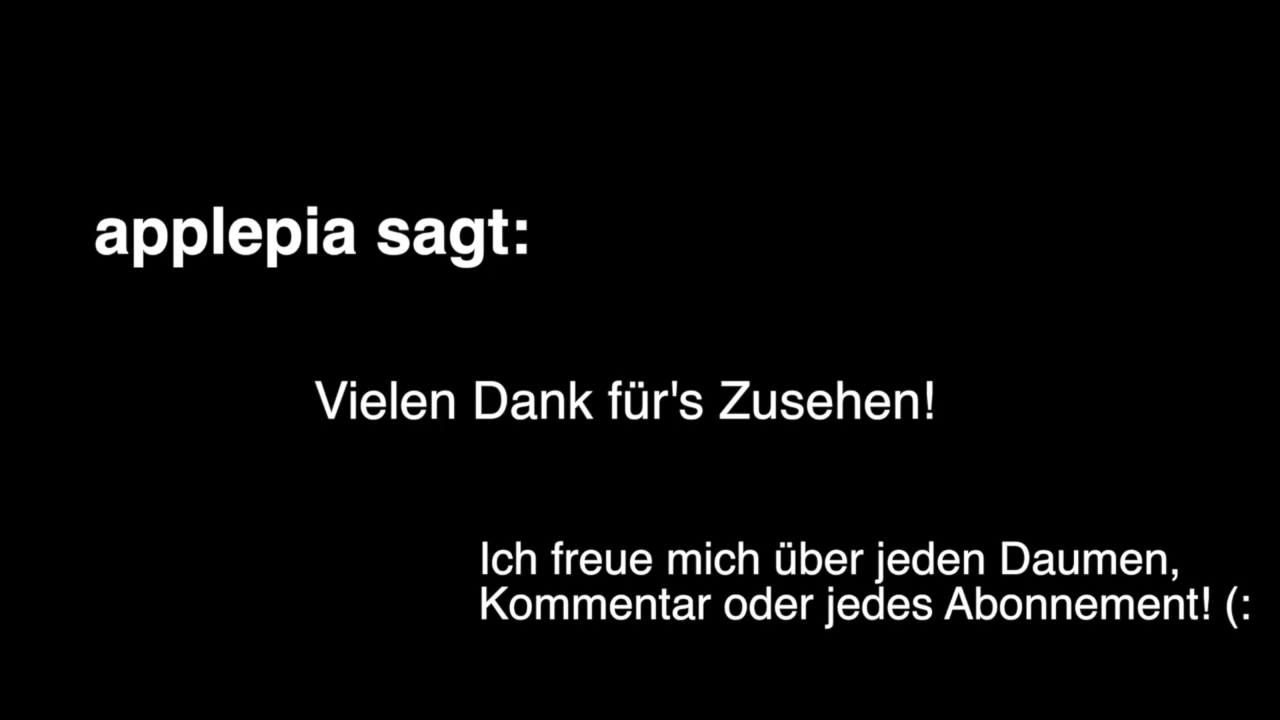 applepia sagt:
Vielen Dank für's Zusehen!
Ich freue mich über jeden Daumen,
Kommentar oder jedes Abonnement! (: